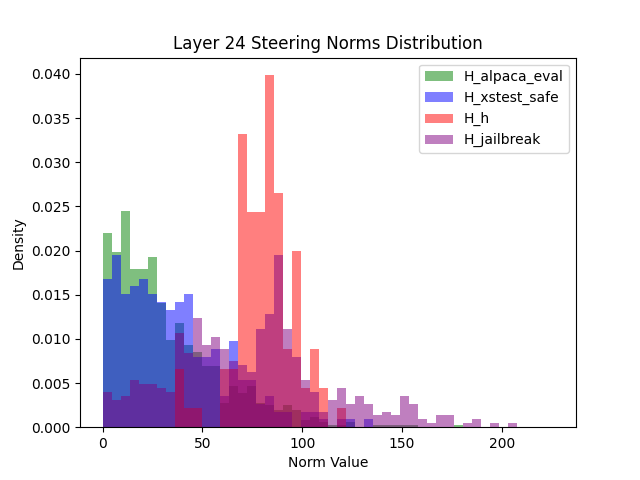 Layer 24 Steering Norms Distribution
H_alpaca_eval
H_xstest_safe
H_h
H_jailbreak
0.040
0.035
0.030
0.025
0.020
0.015
0.010
0.005
0.000
Density
0 50 100 150 200
Norm Value